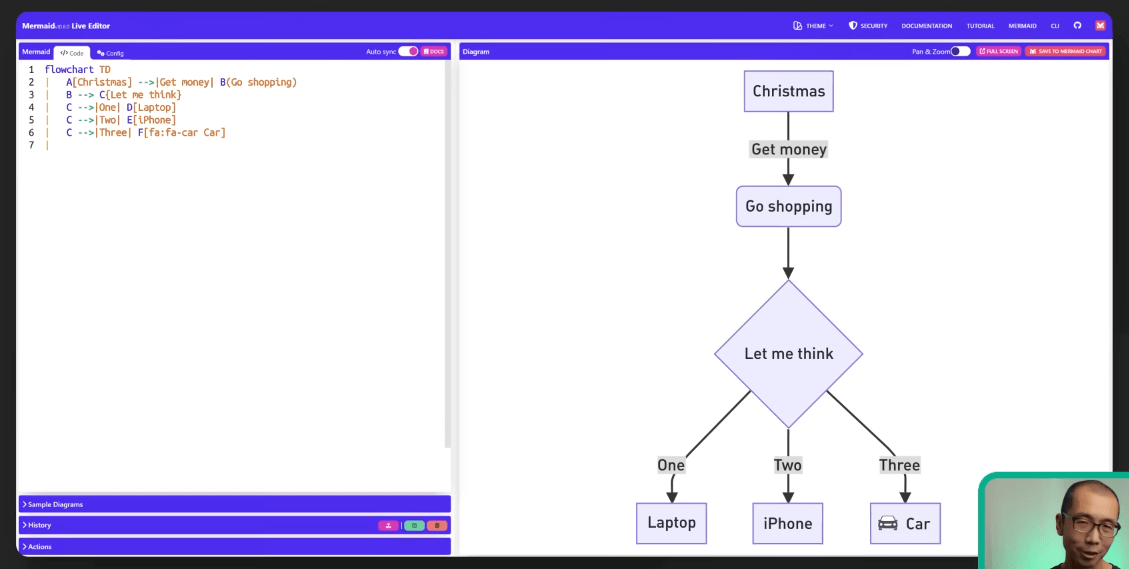 Mermaid Live Editor
THEME
SECURITY
DOCUMENTATION
TUTORIAL
MERMAID
CLI
Mermaid
</> Code
Config
Auto sync
DOCS
1 flowchart TD
2 | A[Christmas] -->|Get money| B(Go shopping)
3 | B --> C{Let me think}
4 | C -->|One| D[Laptop]
5 | C -->|Two| E[iPhone]
6 | C -->|Three| F[fa:fa-car Car]
7 |
Sample Diagrams
History
Actions
Diagram
Pan & Zoom
FULL SCREEN
SAVE TO MERMAID CHART
Christmas
Get money
Go shopping
Let me think
One
Two
Three
Laptop
iPhone
Car